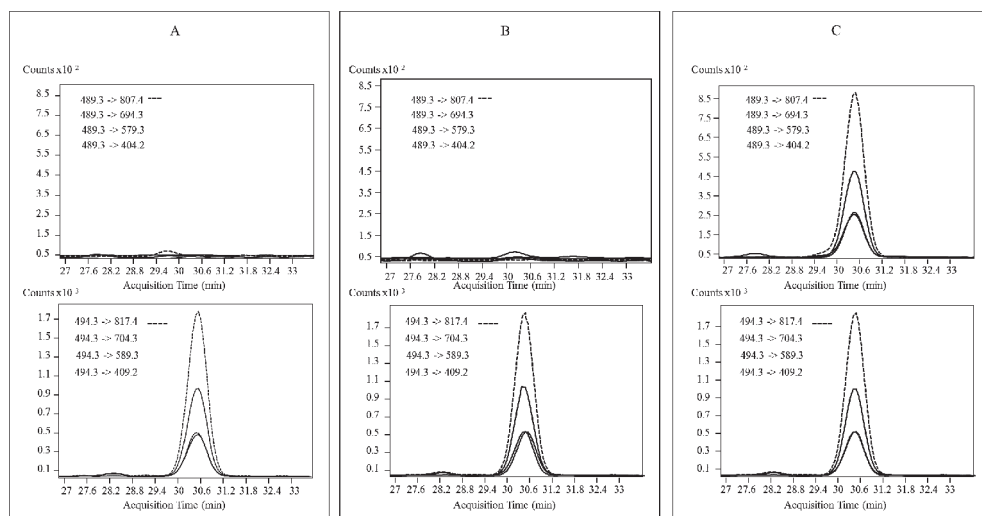 A
Counts x10⁻²
8.5
7.5
6.5
5.5
4.5
3.5
2.5
1.5
0.5
489.3 -> 807.4
489.3 -> 694.3
489.3 -> 579.3
489.3 -> 404.2
27 27.6 28.2 28.8 29.4 30 30.6 31.2 31.8 32.4 33
Acquisition Time (min)
Counts x10⁻³
1.7
1.5
1.3
1.1
0.9
0.7
0.5
0.3
0.1
494.3 -> 817.4
494.3 -> 704.3
494.3 -> 589.3
494.3 -> 409.2
27 27.6 28.2 28.8 29.4 30 30.6 31.2 31.8 32.4 33
Acquisition Time (min)
B
Counts x10⁻²
8.5
7.5
6.5
5.5
4.5
3.5
2.5
1.5
0.5
489.3 -> 807.4
489.3 -> 694.3
489.3 -> 579.3
489.3 -> 404.2
27 27.6 28.2 28.8 29.4 30 30.6 31.2 31.8 32.4 33
Acquisition Time (min)
Counts x10⁻³
1.7
1.5
1.3
1.1
0.9
0.7
0.5
0.3
0.1
494.3 -> 817.4
494.3 -> 704.3
494.3 -> 589.3
494.3 -> 409.2
27 27.6 28.2 28.8 29.4 30 30.6 31.2 31.8 32.4 33
Acquisition Time (min)
C
Counts x10⁻²
8.5
7.5
6.5
5.5
4.5
3.5
2.5
1.5
0.5
489.3 -> 807.4
489.3 -> 694.3
489.3 -> 579.3
489.3 -> 404.2
27 27.6 28.2 28.8 29.4 30 30.6 31.2 31.8 32.4 33
Acquisition Time (min)
Counts x10⁻³
1.7
1.5
1.3
1.1
0.9
0.7
0.5
0.3
0.1
494.3 -> 817.4
494.3 -> 704.3
494.3 -> 589.3
494.3 -> 409.2
27 27.6 28.2 28.8 29.4 30 30.6 31.2 31.8 32.4 33
Acquisition Time (min)